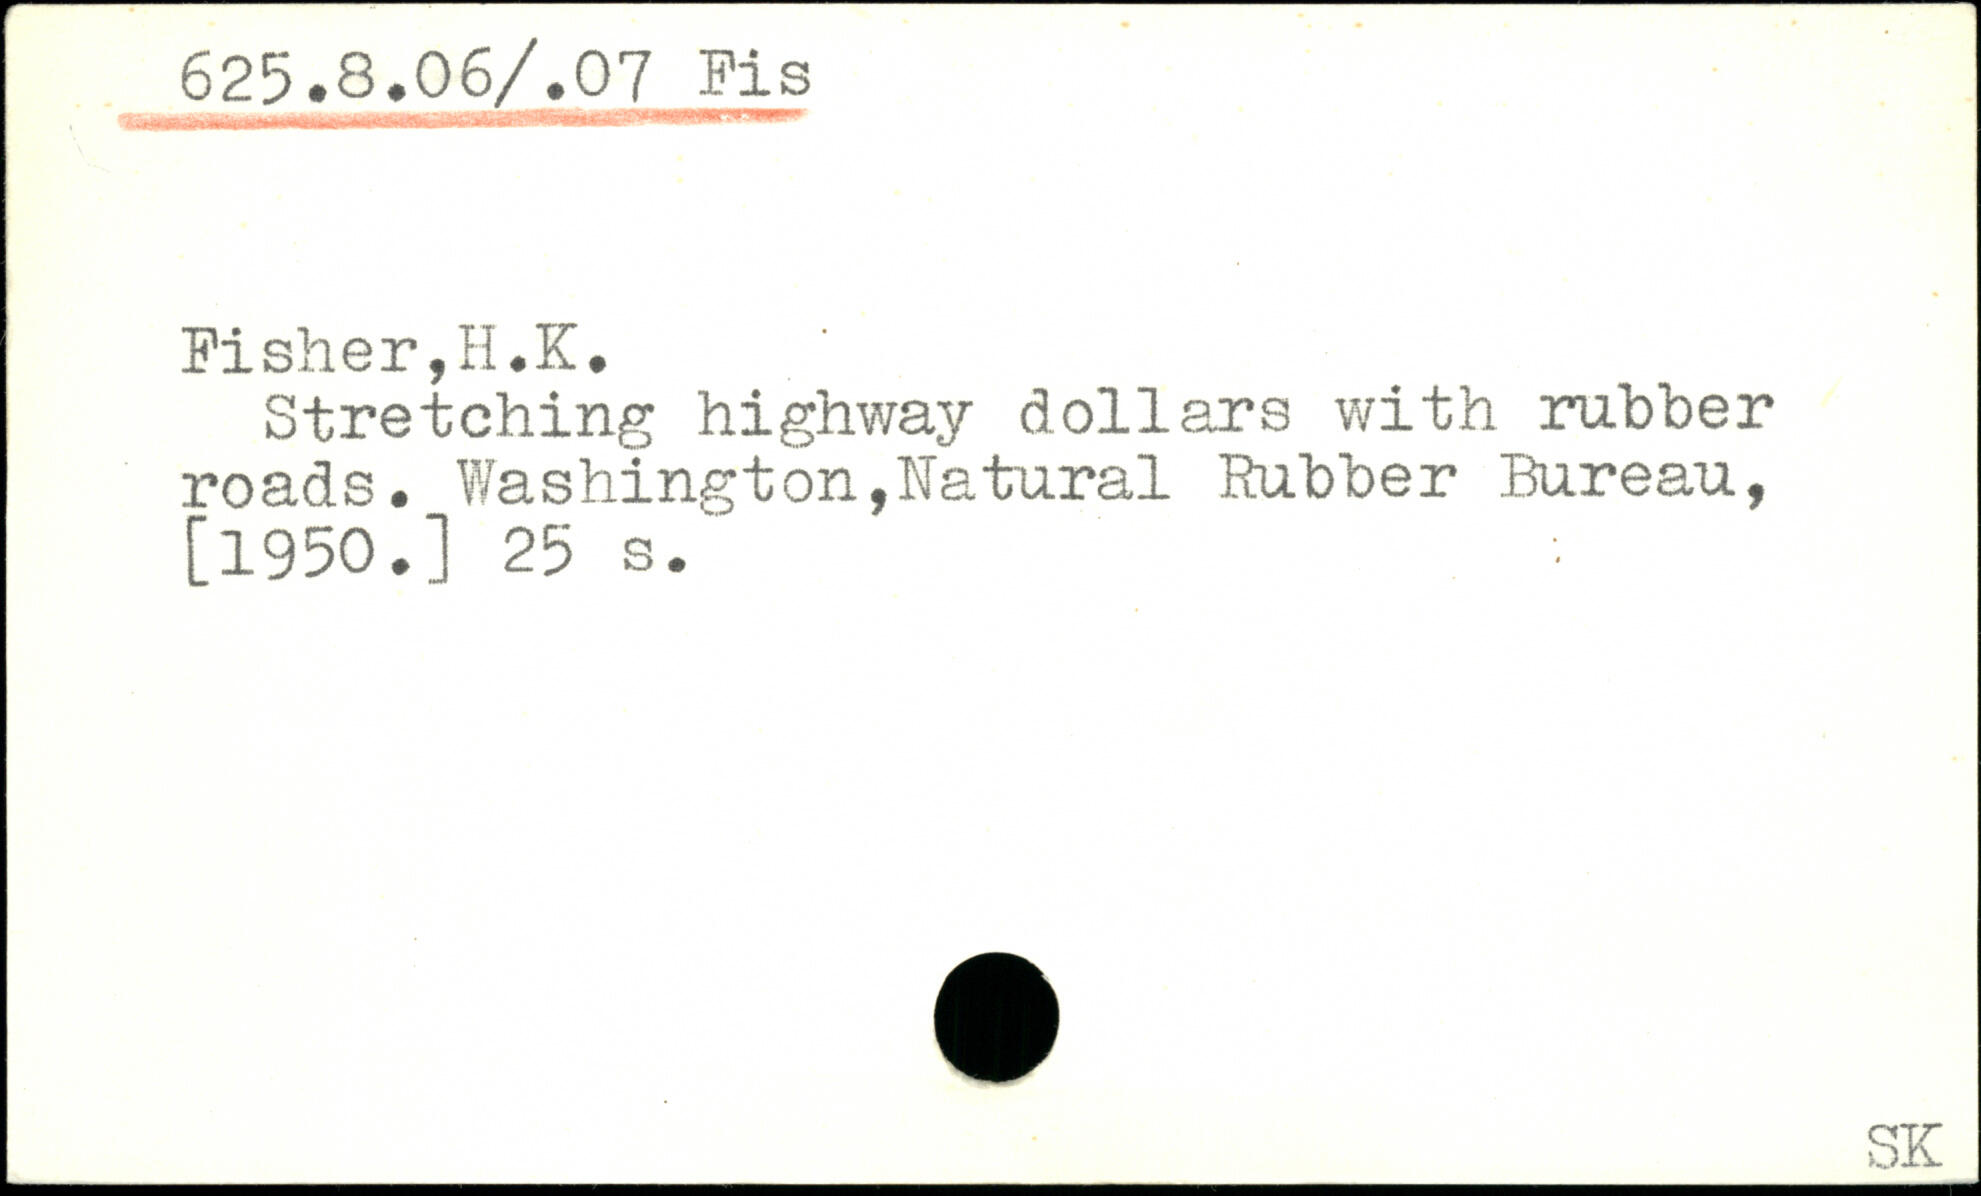 625.8.06/.07 Fis
Fisher,H.K.
Stretching highway dollars with rubber
roads. Washington,Natural Rubber Bureau,
[1950.] 25 s.
SK